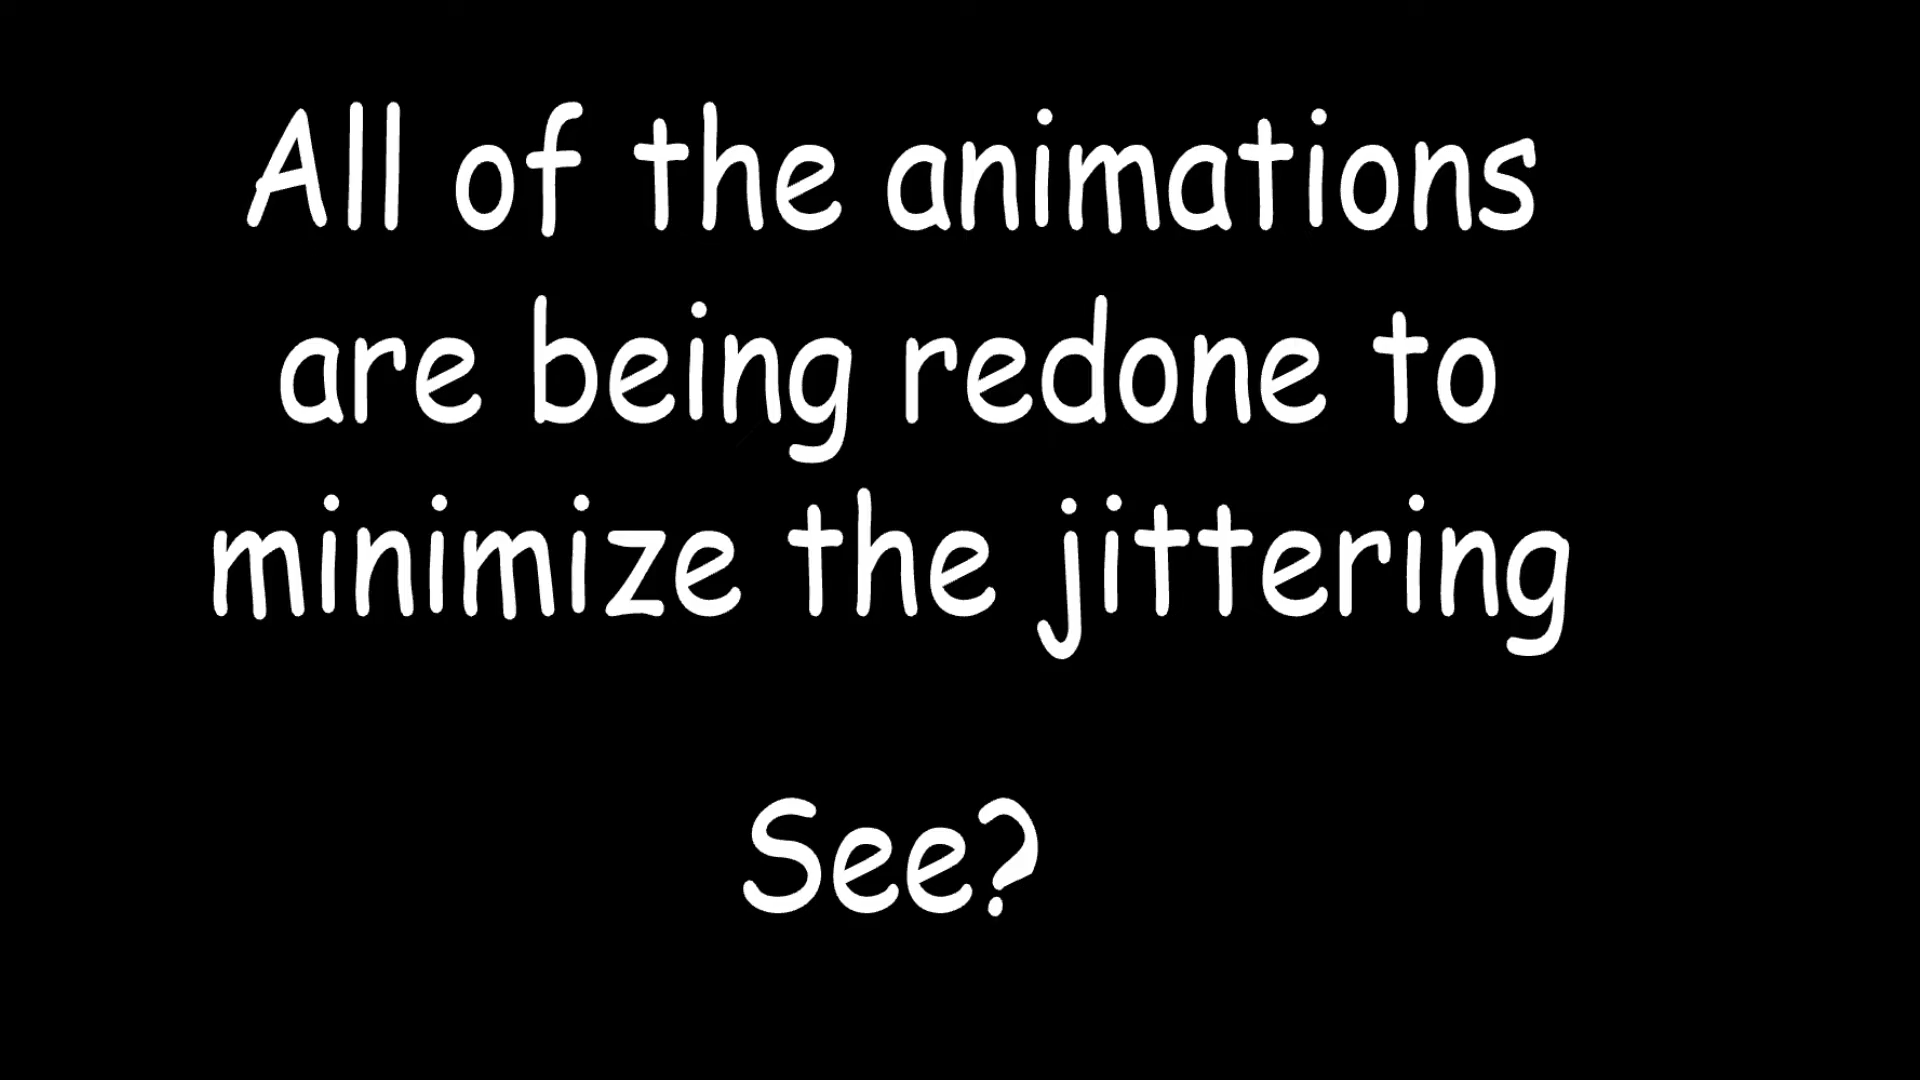 All of the animations
are being redone to
minimize the jittering
See?